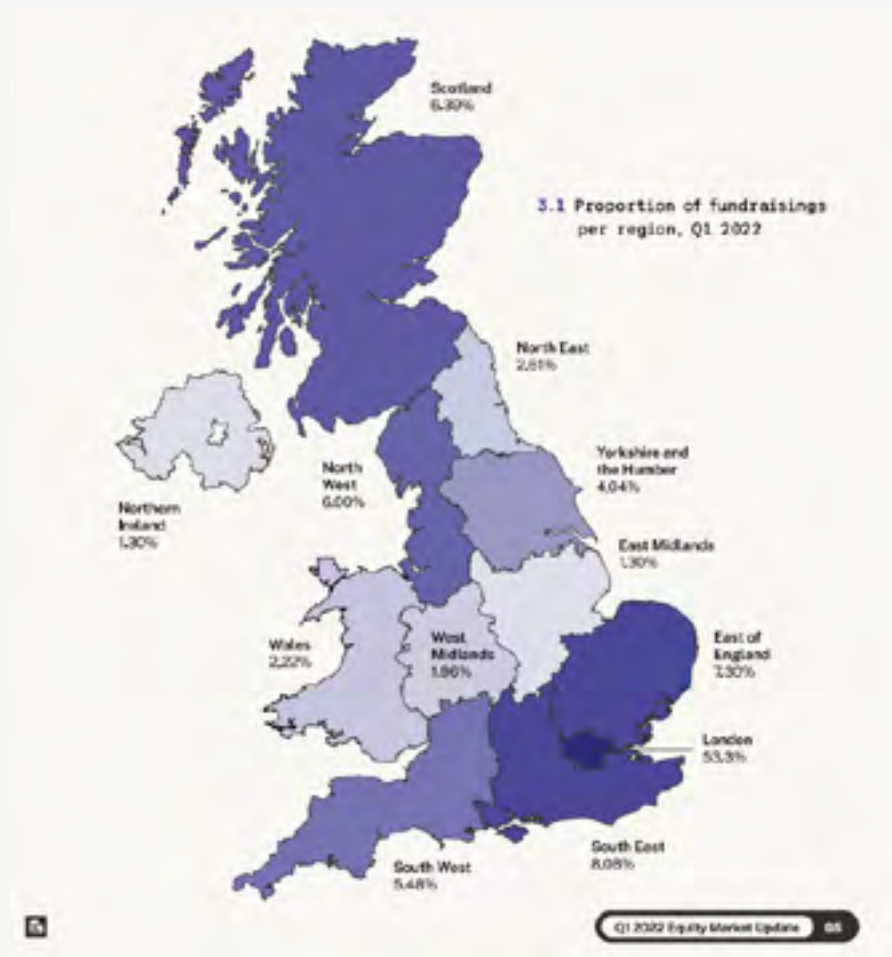 Scotland
6.39%
3.1 Proportion of fundraisings
per region, Q1 2022
North East
2.61%
Yorkshire and
the Humber
4.04%
North
West
6.00%
Northern
Ireland
1.30%
East Midlands
1.30%
Wales
2.22%
West
Midlands
1.96%
East of
England
7.30%
London
53.3%
South East
8.08%
South West
5.48%
Q1 2022 Equity Market Update